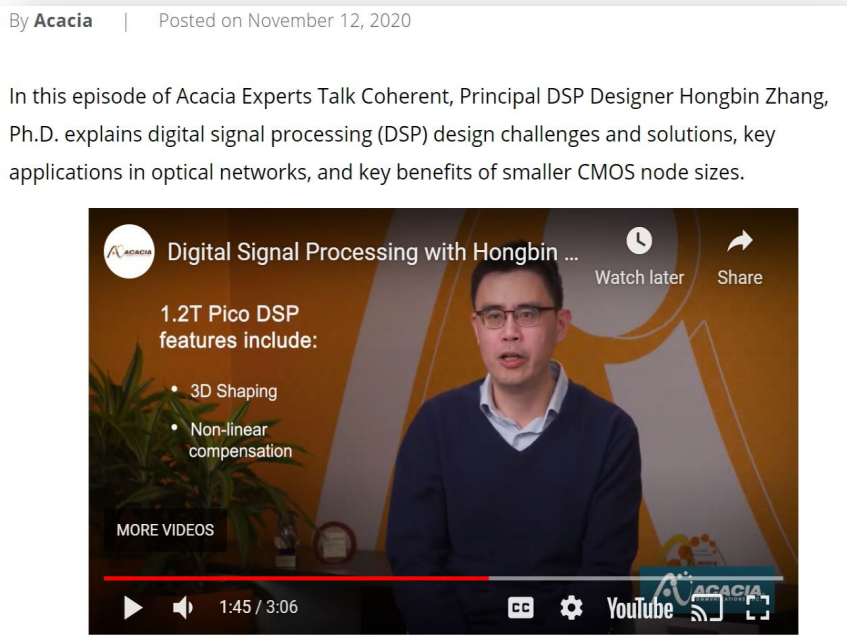 By Acacia | Posted on November 12, 2020
In this episode of Acacia Experts Talk Coherent, Principal DSP Designer Hongbin Zhang,
Ph.D. explains digital signal processing (DSP) design challenges and solutions, key
applications in optical networks, and key benefits of smaller CMOS node sizes.
ACACIA
Digital Signal Processing with Hongbin ...
Watch later
Share
1.2T Pico DSP
features include:
• 3D Shaping
• Non-linear
compensation
MORE VIDEOS
1:45 / 3:06
CC
YouTube
ACACIA
COMMUNICATIONS